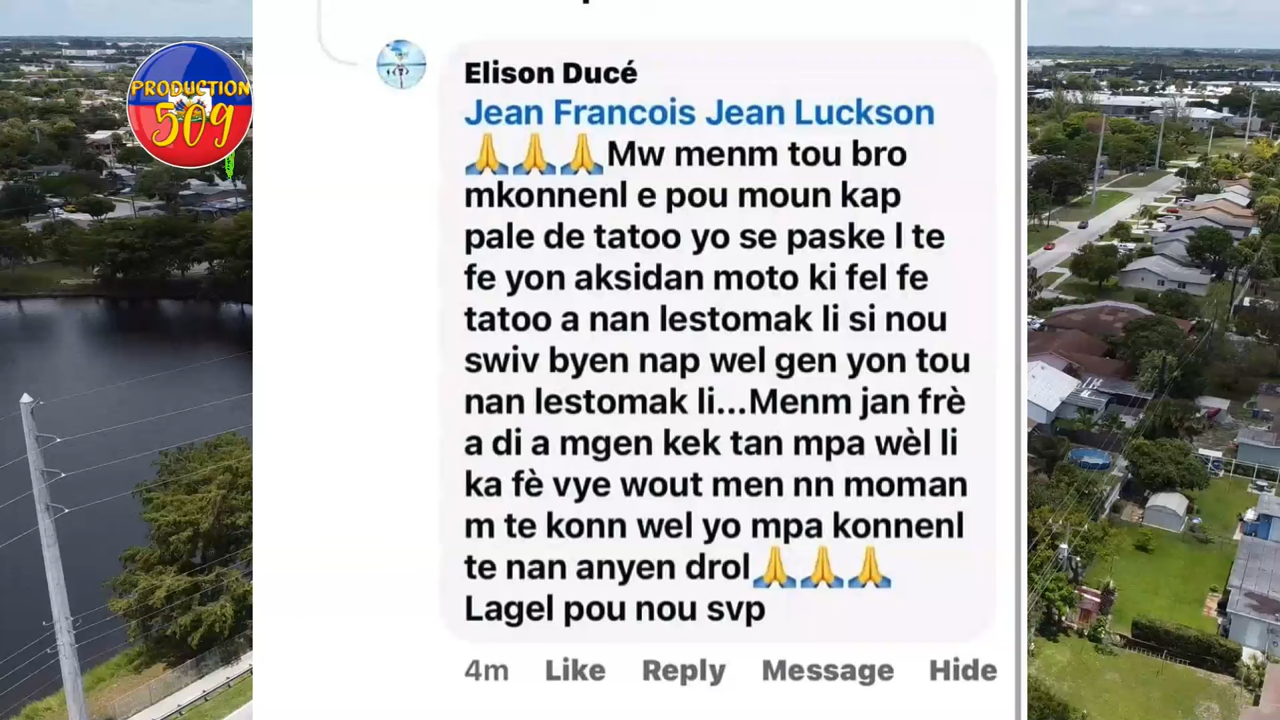 PRODUCTION
509
Elison Ducé
Jean Francois Jean Luckson
🙏🙏🙏Mw menm tou bro
mkonnenl e pou moun kap
pale de tatoo yo se paske l te
fe yon aksidan moto ki fel fe
tatoo a nan lestomak li si nou
swiv byen nap wel gen yon tou
nan lestomak li...Menm jan frè
a di a mgen kek tan mpa wèl li
ka fè vye wout men nn moman
m te konn wel yo mpa konnenl
te nan anyen drol🙏🙏🙏
Lagel pou nou svp
4m Like Reply Message Hide